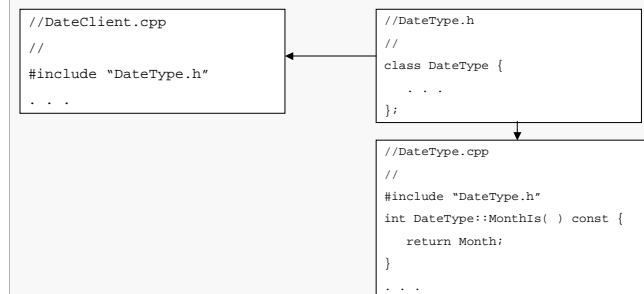 //DateClient.cpp
//
#include “DateType.h”
. . .
//DateType.h
//
class DateType {
. . .
};
//DateType.cpp
//
#include “DateType.h”
int DateType::MonthIs( ) const {
return Month;
}
. . .